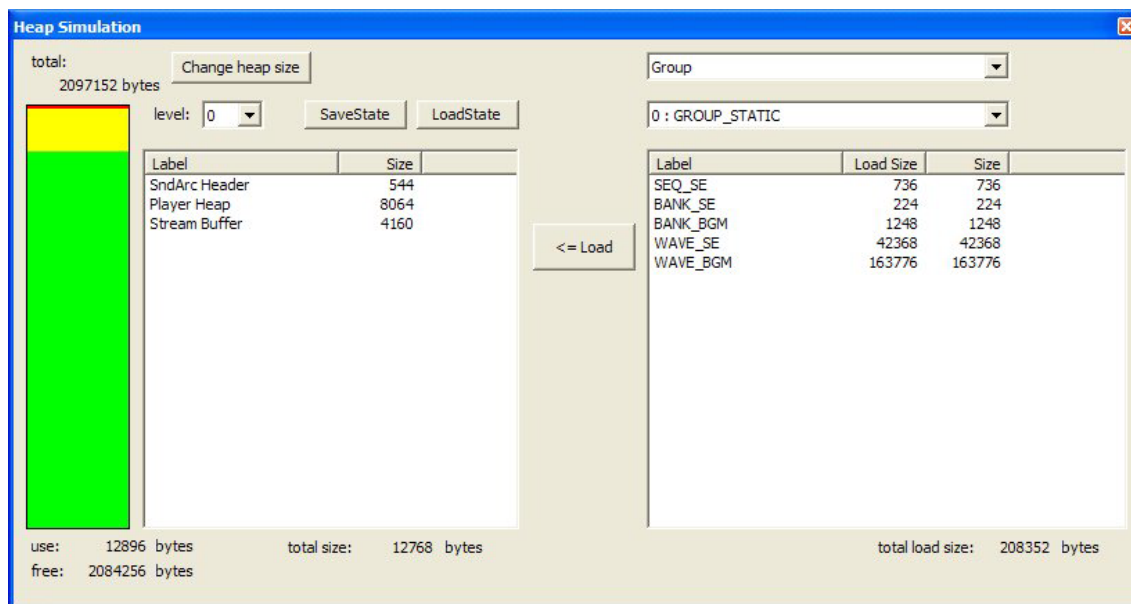 Heap Simulation
total:
2097152 bytes
Change heap size
Group
level: 0 SaveState LoadState
0 : GROUP_STATIC
Label Size
SndArc Header 544
Player Heap 8064
Stream Buffer 4160
<= Load
Label Load Size Size
SEQ_SE 736 736
BANK_SE 224 224
BANK_BGM 1248 1248
WAVE_SE 42368 42368
WAVE_BGM 163776 163776
use: 12896 bytes
free: 2084256 bytes
total size: 12768 bytes
total load size: 208352 bytes